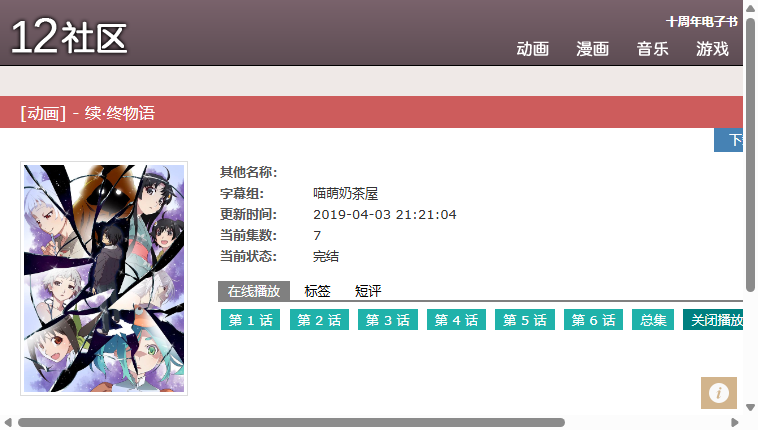 12社区
十周年电子书
动画 漫画 音乐 游戏
[动画] - 续·终物语
其他名称:
字幕组: 喵萌奶茶屋
更新时间: 2019-04-03 21:21:04
当前集数: 7
当前状态: 完结
在线播放 标签 短评
第 1 话 第 2 话 第 3 话 第 4 话 第 5 话 第 6 话 总集 关闭播放